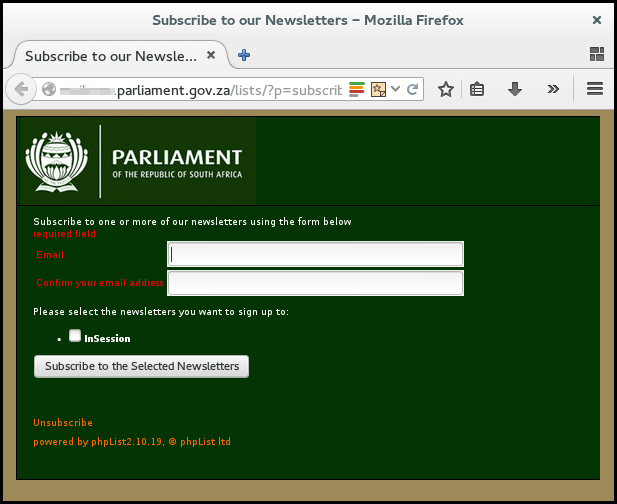 Subscribe to our Newsletters – Mozilla Firefox
Subscribe to our Newsle...
.parliament.gov.za/lists/?p=subscrib
PARLIAMENT
OF THE REPUBLIC OF SOUTH AFRICA
Subscribe to one or more of our newsletters using the form below
required field
Email
Confirm your email address
Please select the newsletters you want to sign up to:
InSession
Subscribe to the Selected Newsletters
Unsubscribe
powered by phpList2.10.19, © phpList ltd